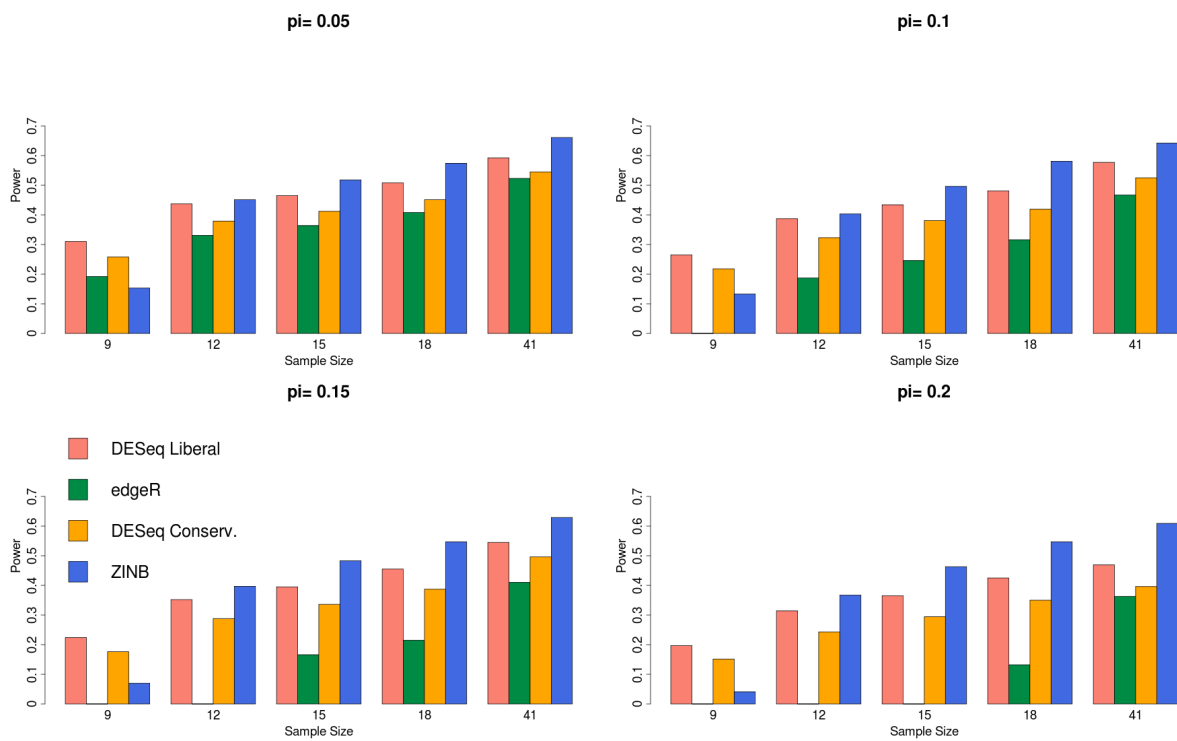 pi= 0.05
Power
0 0.1 0.2 0.3 0.4 0.5 0.6 0.7
9 12 15 18 41
Sample Size
pi= 0.1
Power
0 0.1 0.2 0.3 0.4 0.5 0.6 0.7
9 12 15 18 41
Sample Size
pi= 0.15
DESeq Liberal
edgeR
DESeq Conserv.
ZINB
Power
0 0.1 0.2 0.3 0.4 0.5 0.6 0.7
9 12 15 18 41
Sample Size
pi= 0.2
Power
0 0.1 0.2 0.3 0.4 0.5 0.6 0.7
9 12 15 18 41
Sample Size